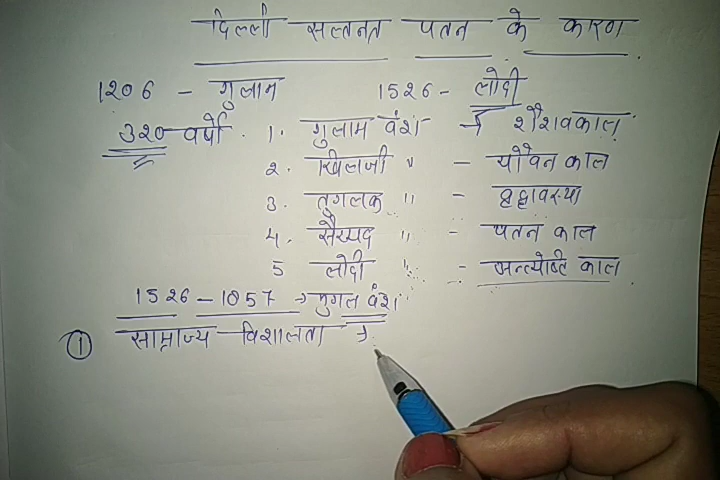 दिल्ली सल्तनत पतन के कारण
1206 - गुलाम 1526 - लोदी
320 वर्षो . 1. गुलाम वंश → शैशवकाल
2. खिलजी " - यौवन काल
3. तुगलक " - वृद्धावस्था
4. सैय्यद " - पतन काल
5 लोदी " - अन्त्येष्टि काल
1526 - 1857 → मुगल वंश
① साम्राज्य विशालता →